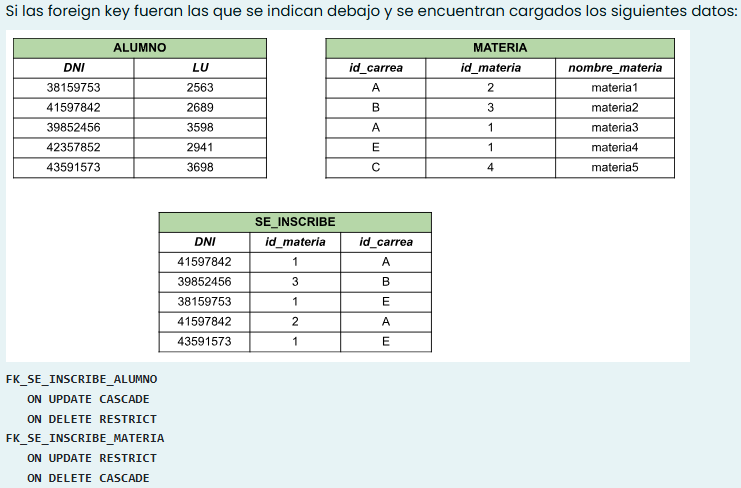 Si las foreign key fueran las que se indican debajo y se encuentran cargados los siguientes datos:
ALUMNO
DNI LU
38159753 2563
41597842 2689
39852456 3598
42357852 2941
43591573 3698
MATERIA
id_carrea id_materia nombre_materia
A 2 materia1
B 3 materia2
A 1 materia3
E 1 materia4
C 4 materia5
SE_INSCRIBE
DNI id_materia id_carrea
41597842 1 A
39852456 3 B
38159753 1 E
41597842 2 A
43591573 1 E
FK_SE_INSCRIBE_ALUMNO
ON UPDATE CASCADE
ON DELETE RESTRICT
FK_SE_INSCRIBE_MATERIA
ON UPDATE RESTRICT
ON DELETE CASCADE